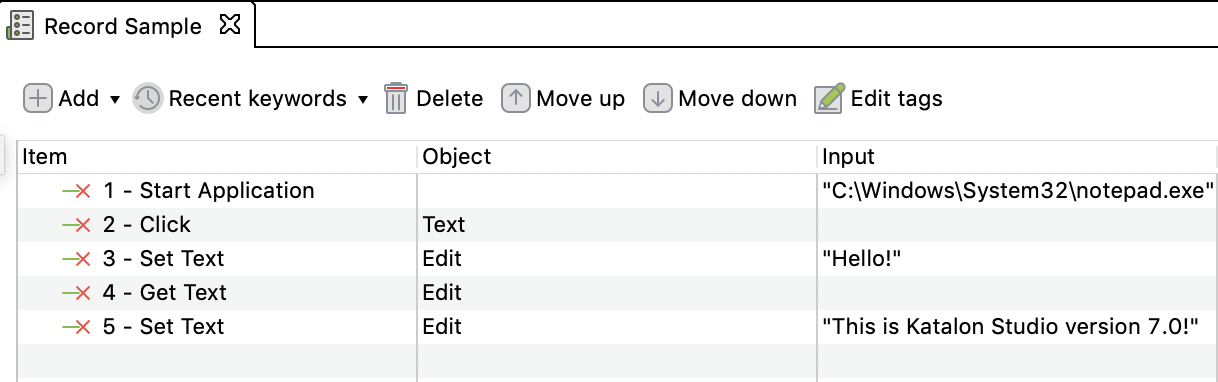 Record Sample
Add Recent keywords Delete Move up Move down Edit tags
Item Object Input
1 - Start Application "C:\Windows\System32\notepad.exe"
2 - Click Text
3 - Set Text Edit "Hello!"
4 - Get Text Edit
5 - Set Text Edit "This is Katalon Studio version 7.0!"